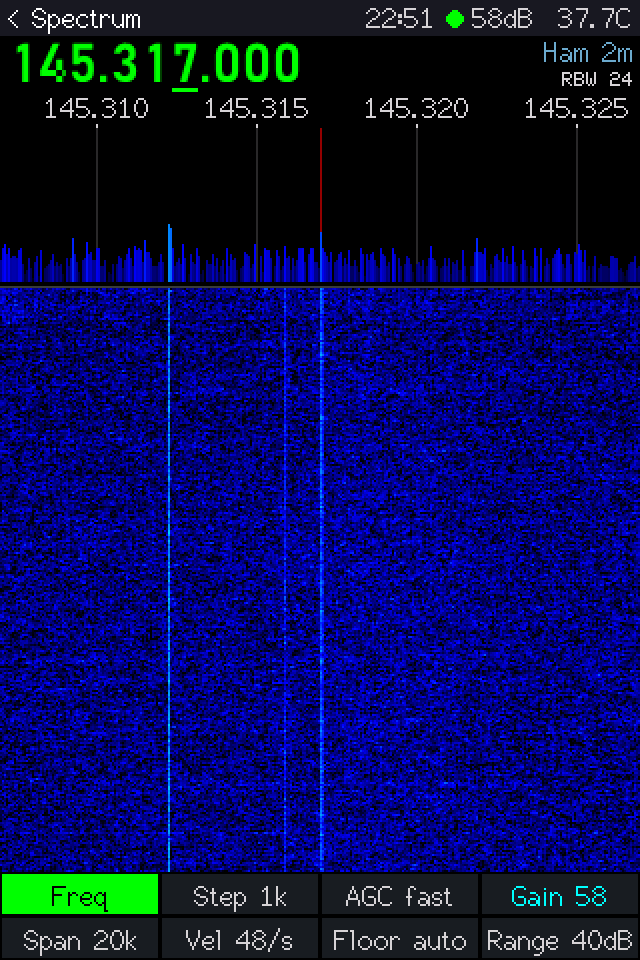 < Spectrum 22:51 58dB 37.7C
145.317.000 Ham 2m
RBW 24
145.310 145.315 145.320 145.325
Freq Step 1k AGC fast Gain 58
Span 20k Vel 48/s Floor auto Range 40dB